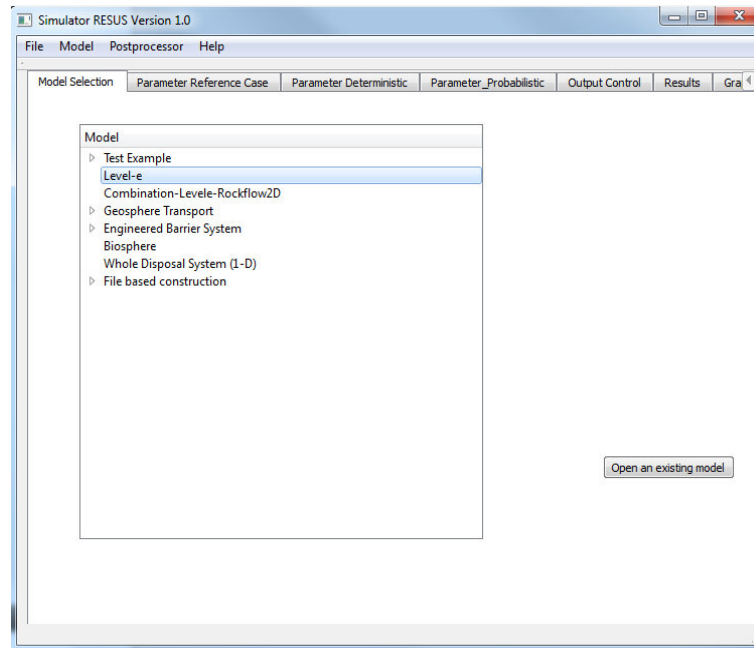 Simulator RESUS Version 1.0
File Model Postprocessor Help
Model Selection Parameter Reference Case Parameter Deterministic Parameter_Probabilistic Output Control Results Gra
Model
Test Example
Level-e
Combination-Levele-Rockflow2D
Geosphere Transport
Engineered Barrier System
Biosphere
Whole Disposal System (1-D)
File based construction
Open an existing model